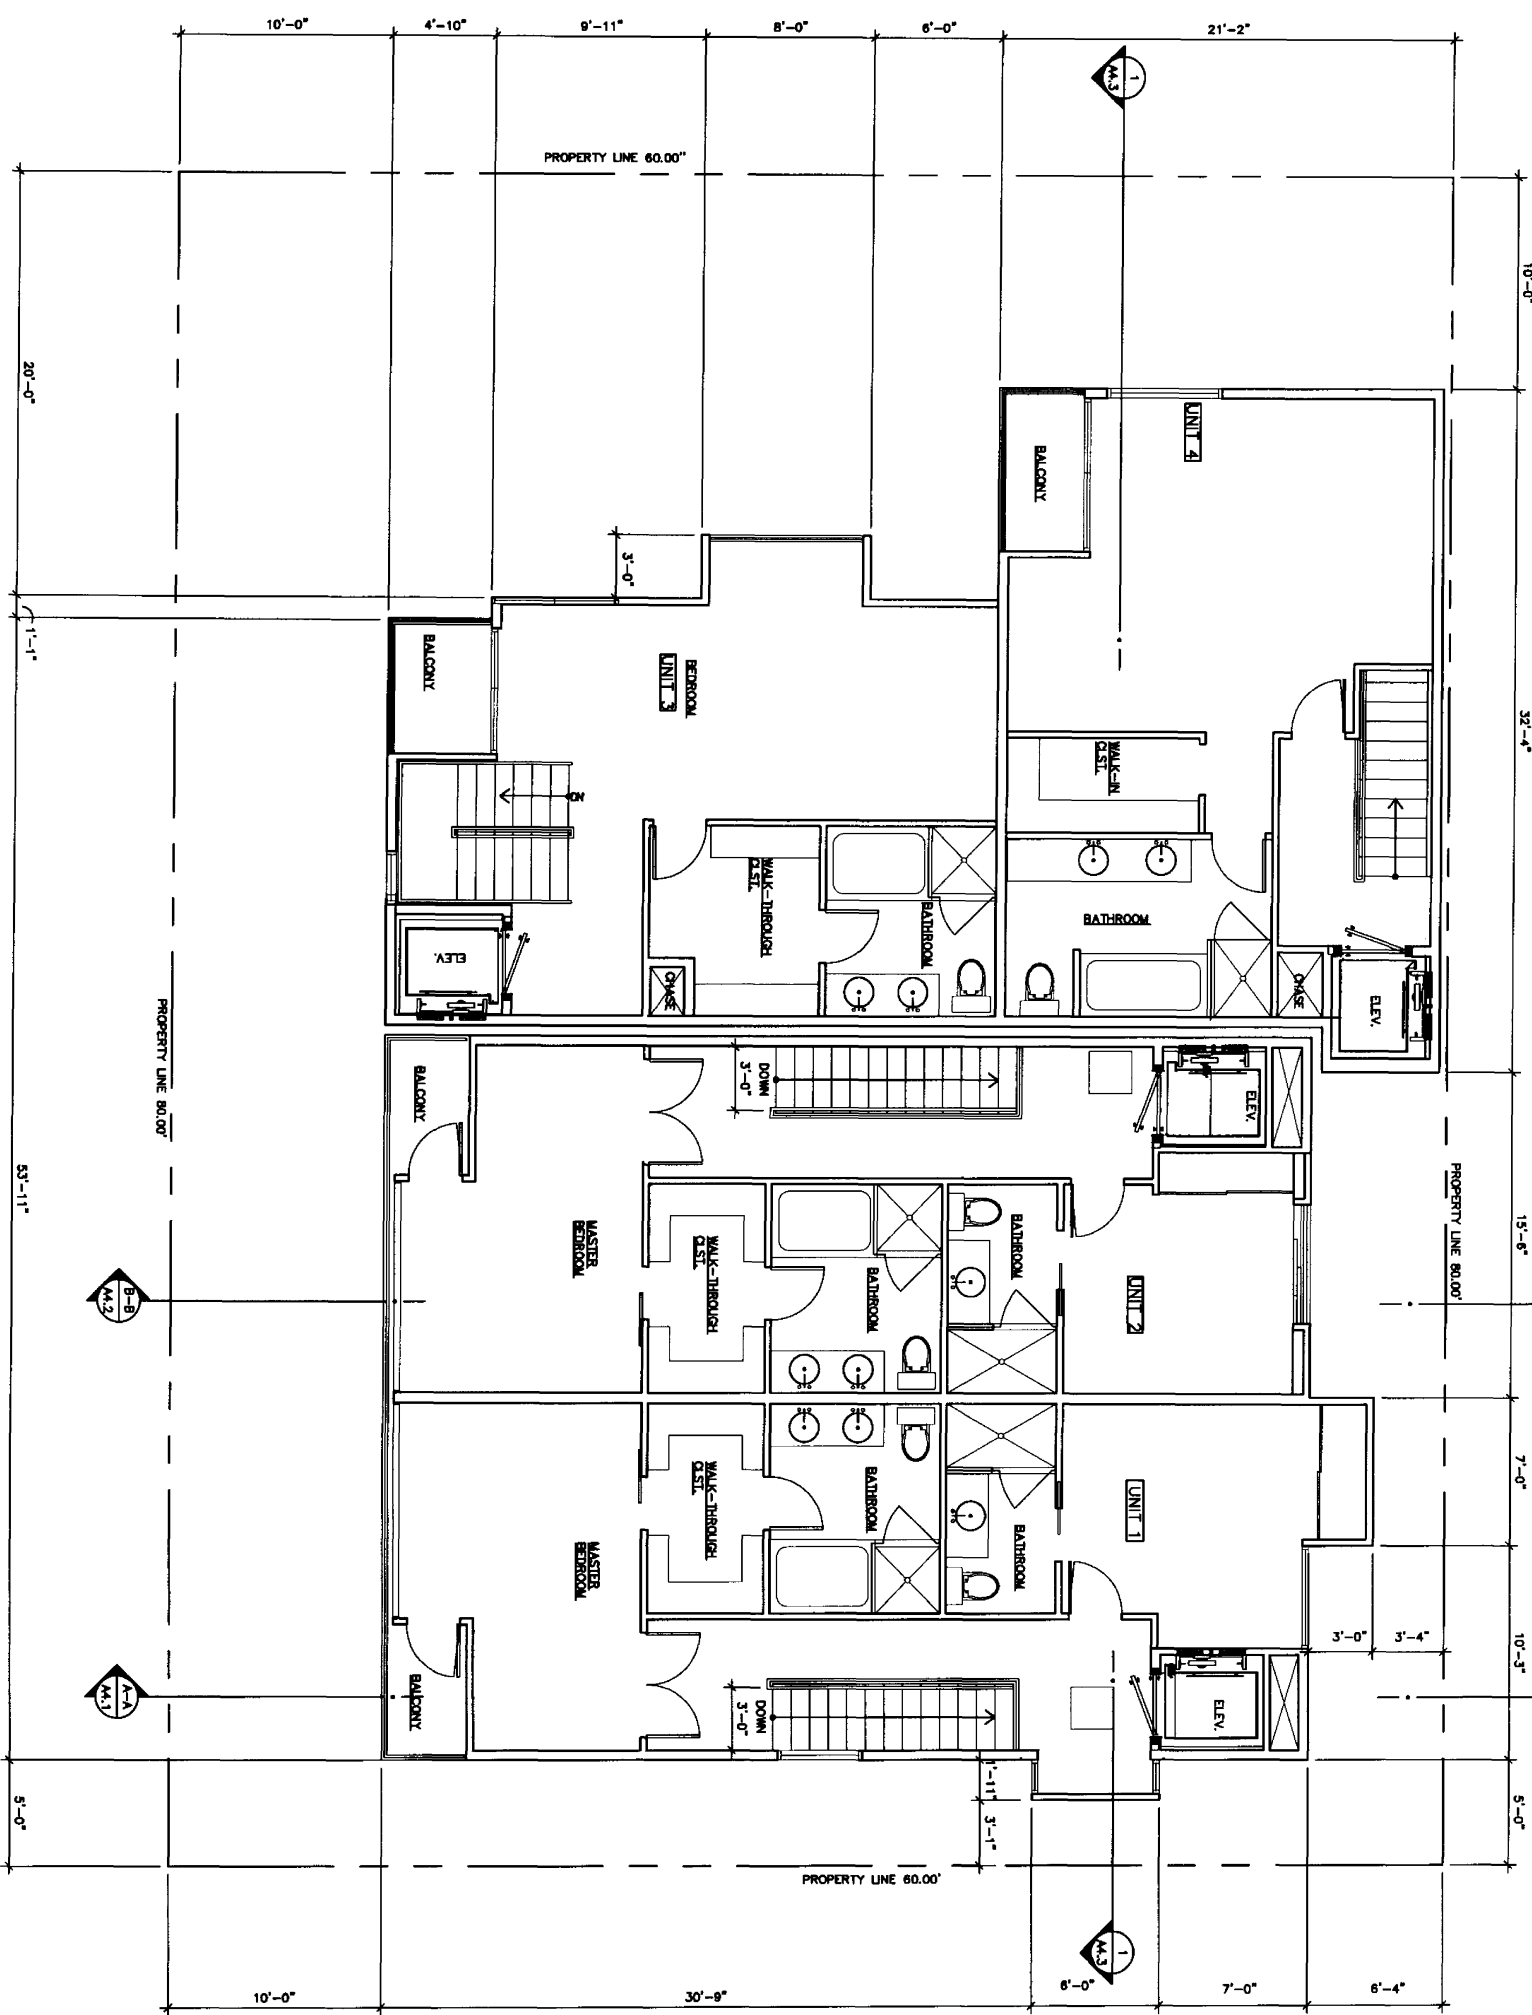 10'-0"
4'-10"
9'-11"
8'-0"
6'-0"
21'-2"
1
A4.3
PROPERTY LINE 60.00"
10'-0"
20'-0"
UNIT 4
BALCONY
3'-0"
1'-1"
BALCONY
BEDROOM
UNIT 3
32'-4"
WALK-IN
CLST.
DN
WALK-THROUGH
CLST.
BATHROOM
BATHROOM
ELEV.
CHASE
CHASE
ELEV.
PROPERTY LINE 80.00'
BALCONY
DOWN
3'-0"
ELEV.
53'-11"
PROPERTY LINE 80.00'
15'-6"
MASTER
BEDROOM
WALK-THROUGH
CLST.
BATHROOM
BATHROOM
UNIT 2
B-B
A4.2
7'-0"
MASTER
BEDROOM
WALK-THROUGH
CLST.
BATHROOM
BATHROOM
UNIT 1
3'-0"
3'-4"
10'-3"
A-A
A4.1
BALCONY
DOWN
3'-0"
ELEV.
1'-11"
3'-1"
5'-0"
5'-0"
PROPERTY LINE 60.00'
1
A4.3
10'-0"
30'-9"
6'-0"
7'-0"
6'-4"